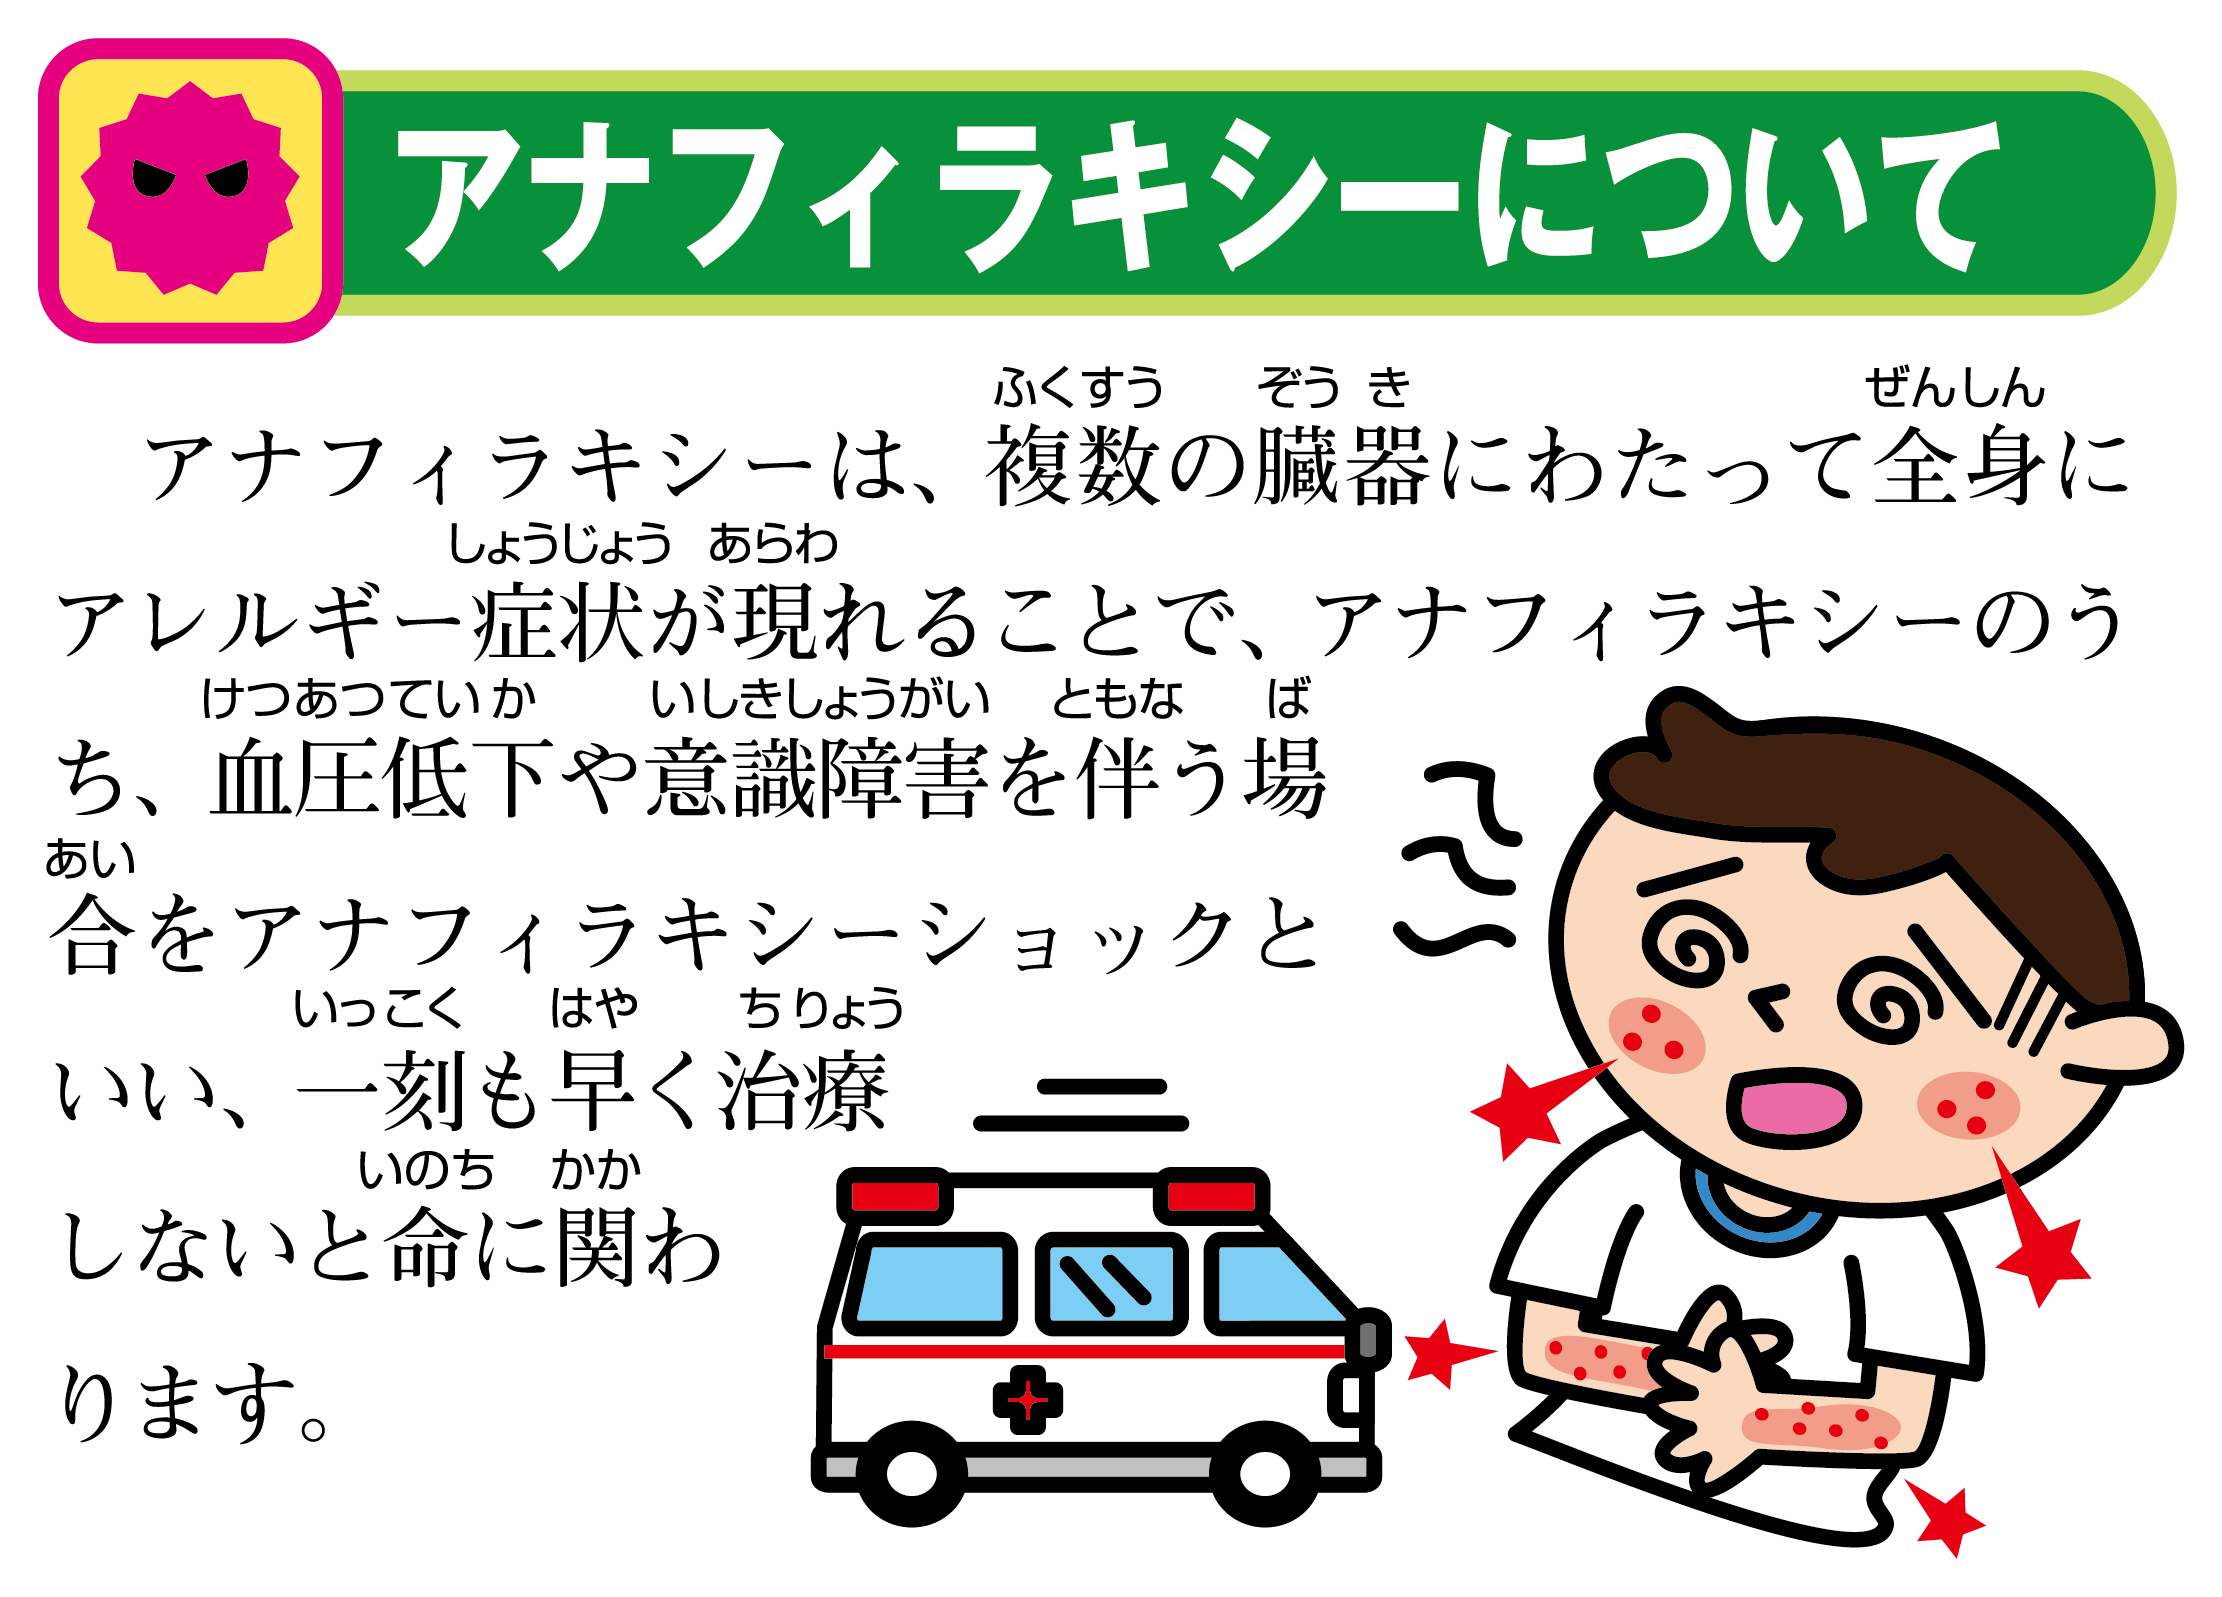 アナフィラキシーについて
ふくすう ぞう き ぜんしん
アナフィラキシーは、複数の臓器にわたって全身に
しょうじょう あらわ
アレルギー症状が現れることで、アナフィラキシーのう
けつあつてい か いしきしょうがい ともな ば
ち、血圧低下や意識障害を伴う場
あい
合をアナフィラキシーショックと
いっこく はや ちりょう
いい、一刻も早く治療
いのち かか
しないと命に関わ
ります。